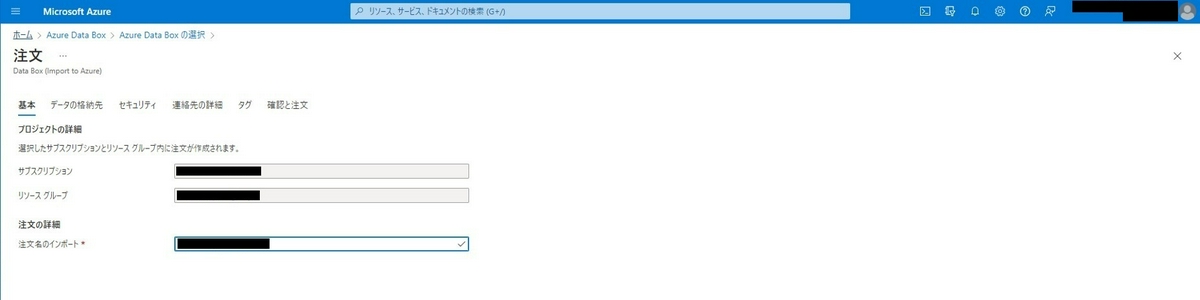 Microsoft Azure
リソース、サービス、ドキュメントの検索 (G+/)
ホーム > Azure Data Box > Azure Data Box の選択 >
注文 ...
Data Box (Import to Azure)
基本 データの格納先 セキュリティ 連絡先の詳細 タグ 確認と注文
プロジェクトの詳細
選択したサブスクリプションとリソース グループ内に注文が作成されます。
サブスクリプション
リソース グループ
注文の詳細
注文名のインポート *